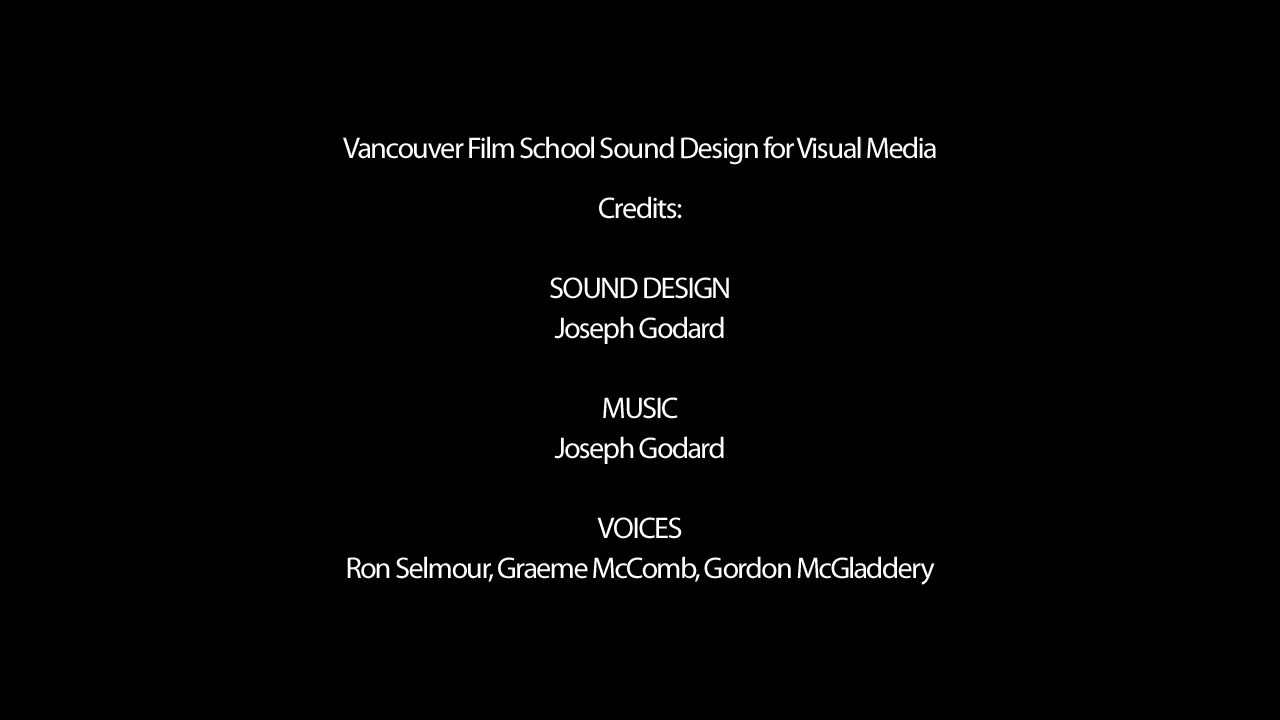 Vancouver Film School Sound Design for Visual Media
Credits:
SOUND DESIGN
Joseph Godard
MUSIC
Joseph Godard
VOICES
Ron Selmour, Graeme McComb, Gordon McGladdery